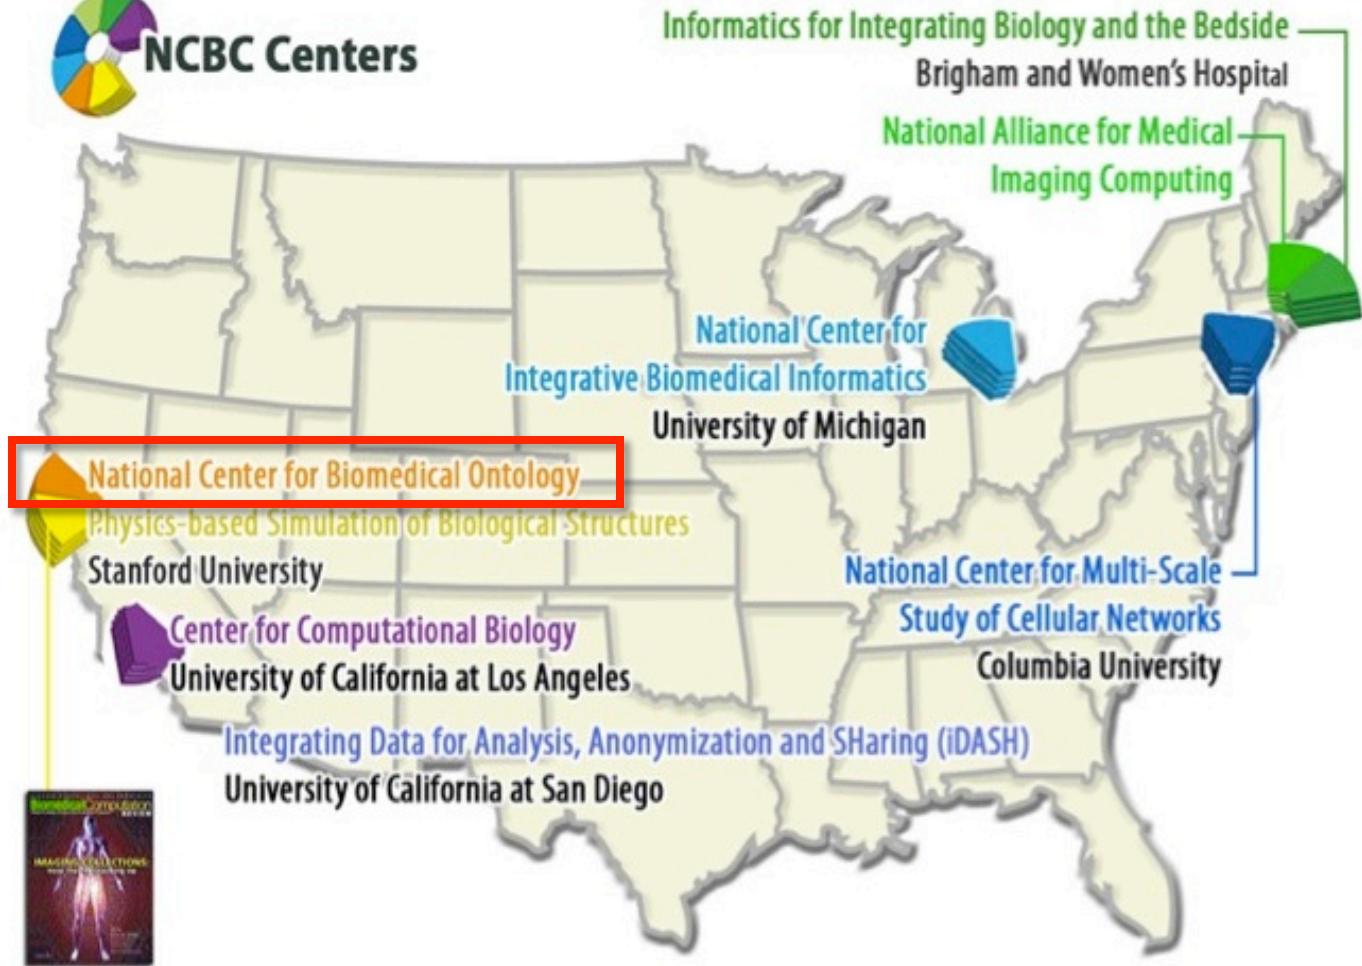 NCBC Centers
Informatics for Integrating Biology and the Bedside
Brigham and Women's Hospital
National Alliance for Medical
Imaging Computing
National Center for
Integrative Biomedical Informatics
University of Michigan
National Center for Biomedical Ontology
Physics-based Simulation of Biological Structures
Stanford University
National Center for Multi-Scale
Study of Cellular Networks
Columbia University
Center for Computational Biology
University of California at Los Angeles
Integrating Data for Analysis, Anonymization and SHaring (iDASH)
University of California at San Diego
BiomedicalComputation
REVIEW
IMAGING COLLECTIONS: